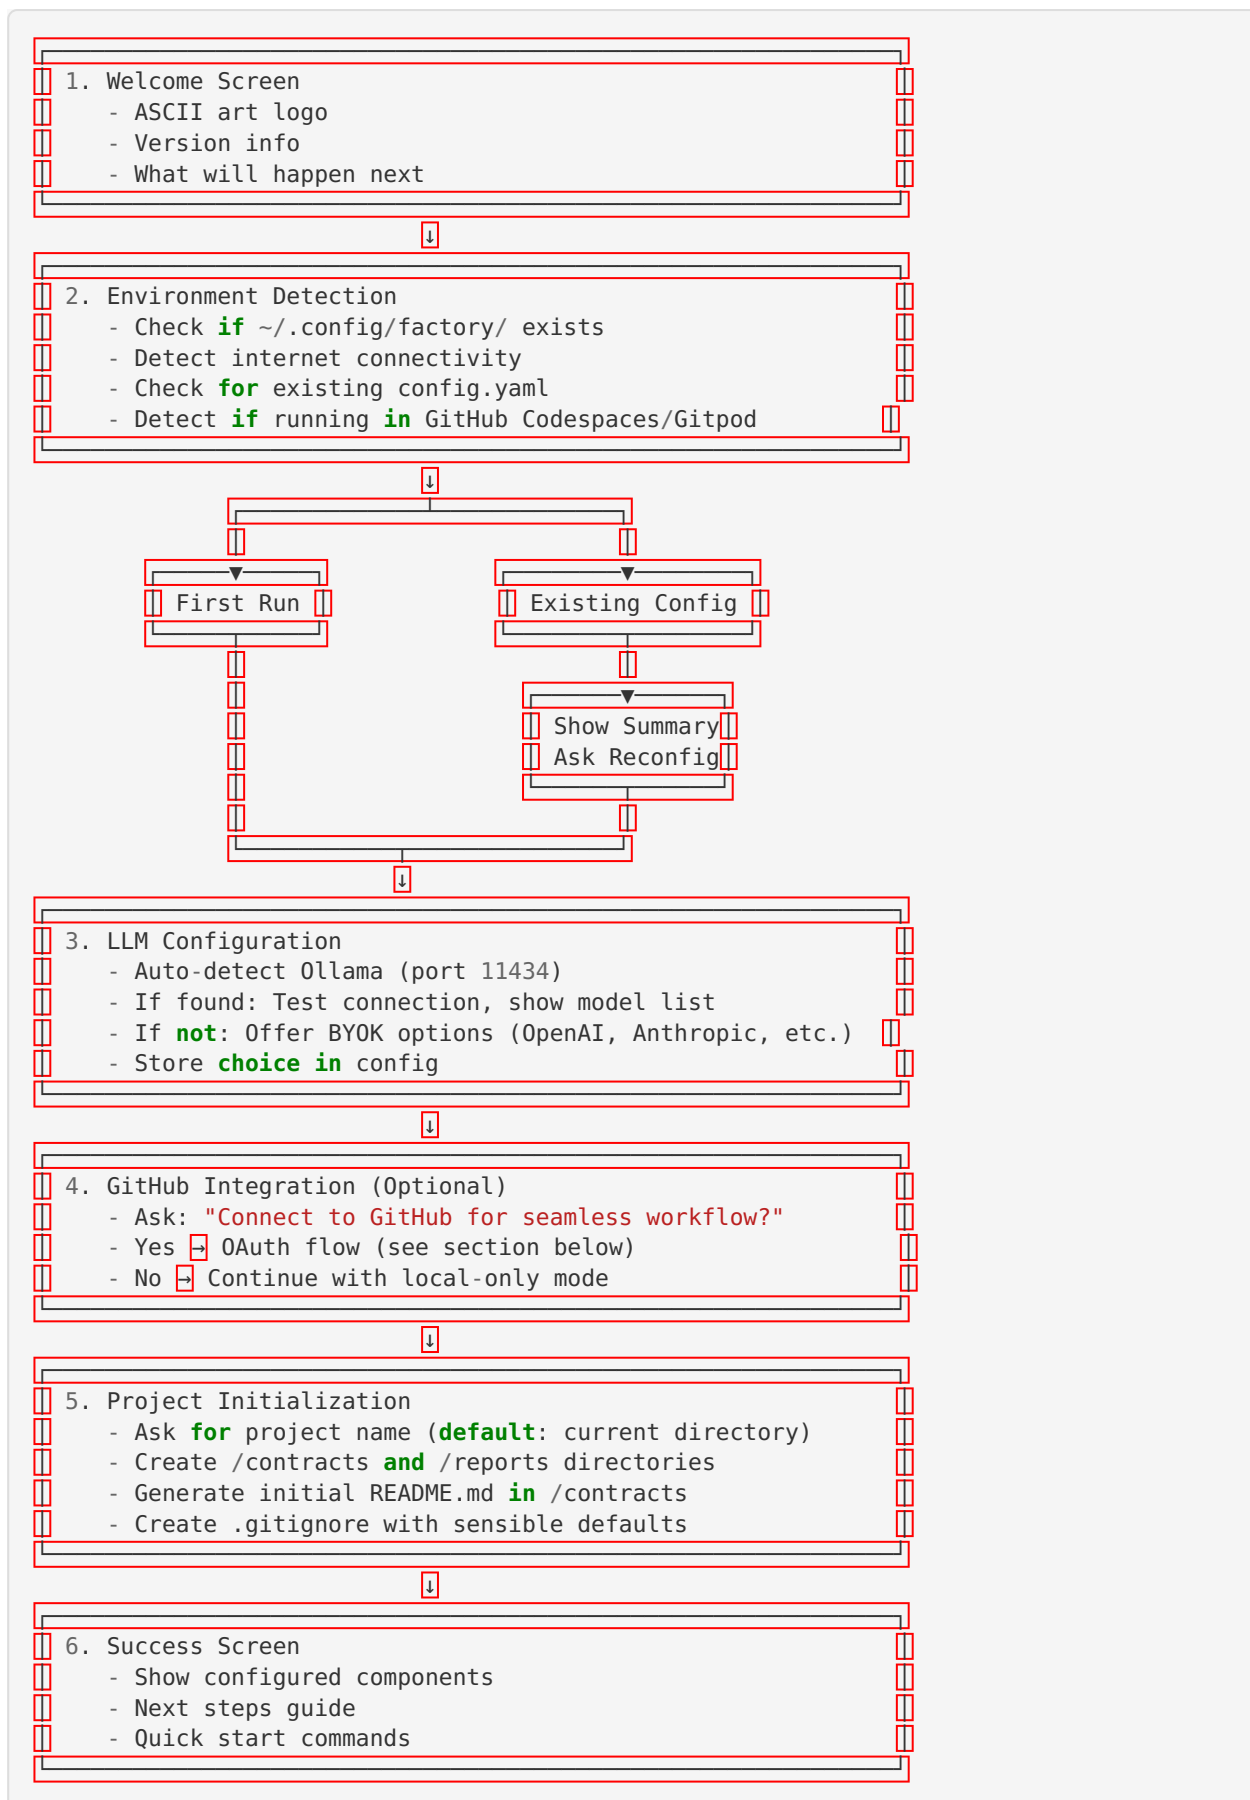 1. Welcome Screen
- ASCII art logo
- Version info
- What will happen next
↓
2. Environment Detection
- Check if ~/.config/factory/ exists
- Detect internet connectivity
- Check for existing config.yaml
- Detect if running in GitHub Codespaces/Gitpod
↓
First Run Existing Config
Show Summary
Ask Reconfig
↓
3. LLM Configuration
- Auto-detect Ollama (port 11434)
- If found: Test connection, show model list
- If not: Offer BYOK options (OpenAI, Anthropic, etc.)
- Store choice in config
↓
4. GitHub Integration (Optional)
- Ask: "Connect to GitHub for seamless workflow?"
- Yes → OAuth flow (see section below)
- No → Continue with local-only mode
↓
5. Project Initialization
- Ask for project name (default: current directory)
- Create /contracts and /reports directories
- Generate initial README.md in /contracts
- Create .gitignore with sensible defaults
↓
6. Success Screen
- Show configured components
- Next steps guide
- Quick start commands